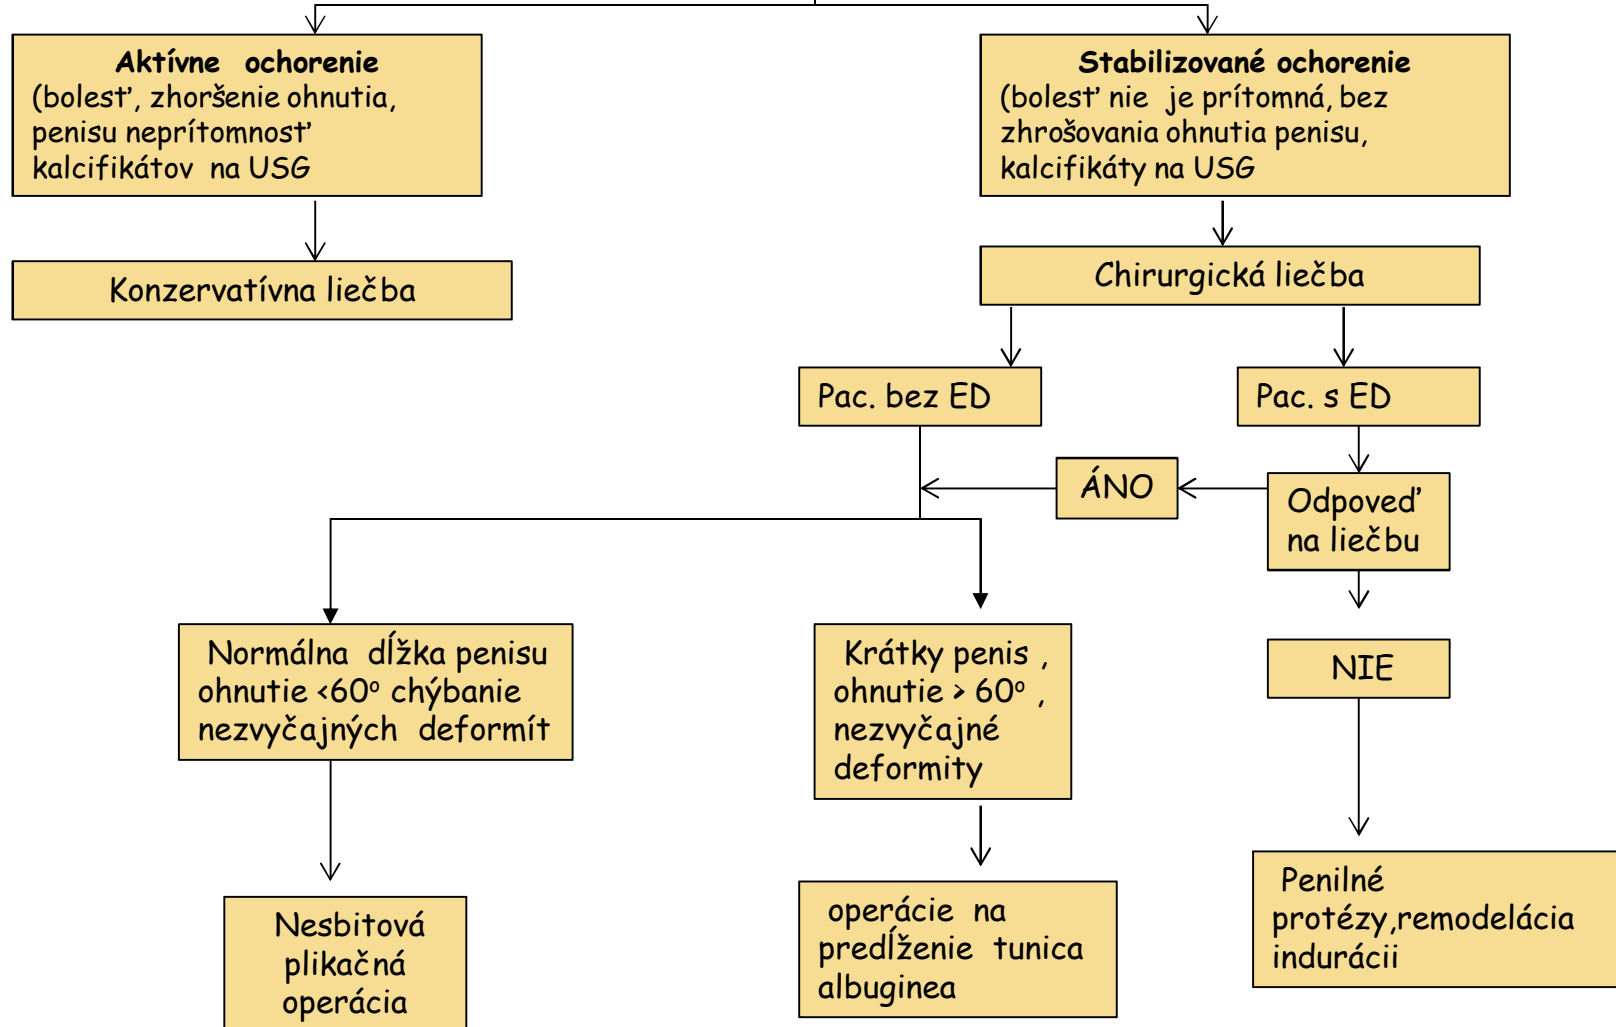 Aktívne ochorenie
(bolesť, zhoršenie ohnutia,
penisu neprítomnosť
kalcifikátov na USG
Stabilizované ochorenie
(bolesť nie je prítomná, bez
zhrošovania ohnutia penisu,
kalcifikáty na USG
Konzervatívna liečba
Chirurgická liečba
Pac. bez ED
Pac. s ED
ÁNO
Odpoveď
na liečbu
Normálna dĺžka penisu
ohnutie <60° chýbanie
nezvyčajných deformít
Krátky penis ,
ohnutie > 60° ,
nezvyčajné
deformity
NIE
Nesbitová
plikačná
operácia
operácie na
predĺženie tunica
albuginea
Penilné
protézy,remodelácia
indurácii